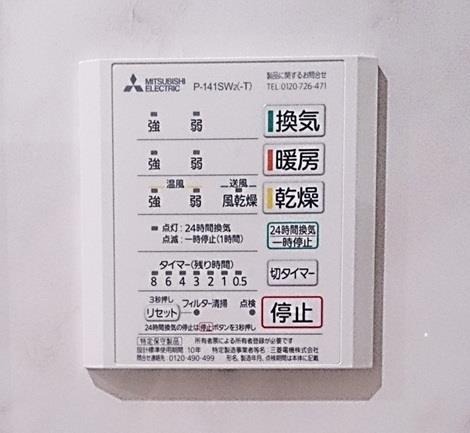 MITSUBISHI ELECTRIC P-141SW2(-T) 製品に関するお問合せ
TEL 0120-726-471
強 弱 換気
強 弱 暖房
温風 送風
強 弱 風乾燥 乾燥
点灯:24時間換気
点滅:一時停止(1時間)
24時間換気
一時停止
タイマー(残り時間)
8 6 4 3 2 1 0.5
切タイマー
3秒押し
リセット フィルター清掃 点検
停止
24時間換気の停止は停止ボタンを3秒押し
特定保守製品 所有者票による所有者登録が必要です
設計標準使用期間:10年 特定製造事業者等名:三菱電機株式会社
問合せ連絡先:0120-490-499 形名、製造年月、点検期間は本体に記載